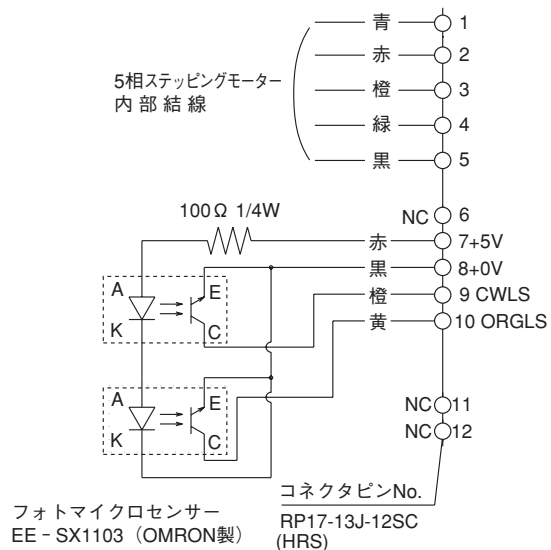 青 1
赤 2
5相ステッピングモーター
内部結線
橙 3
緑 4
黒 5
NC 6
100Ω 1/4W
赤 7+5V
黒 8+0V
A E
橙 9 CWLS
K C
黄 10 ORGLS
A E
NC 11
K C
NC 12
コネクタピンNo.
RP17-13J-12SC
(HRS)
フォトマイクロセンサー
EE-SX1103（OMRON製）